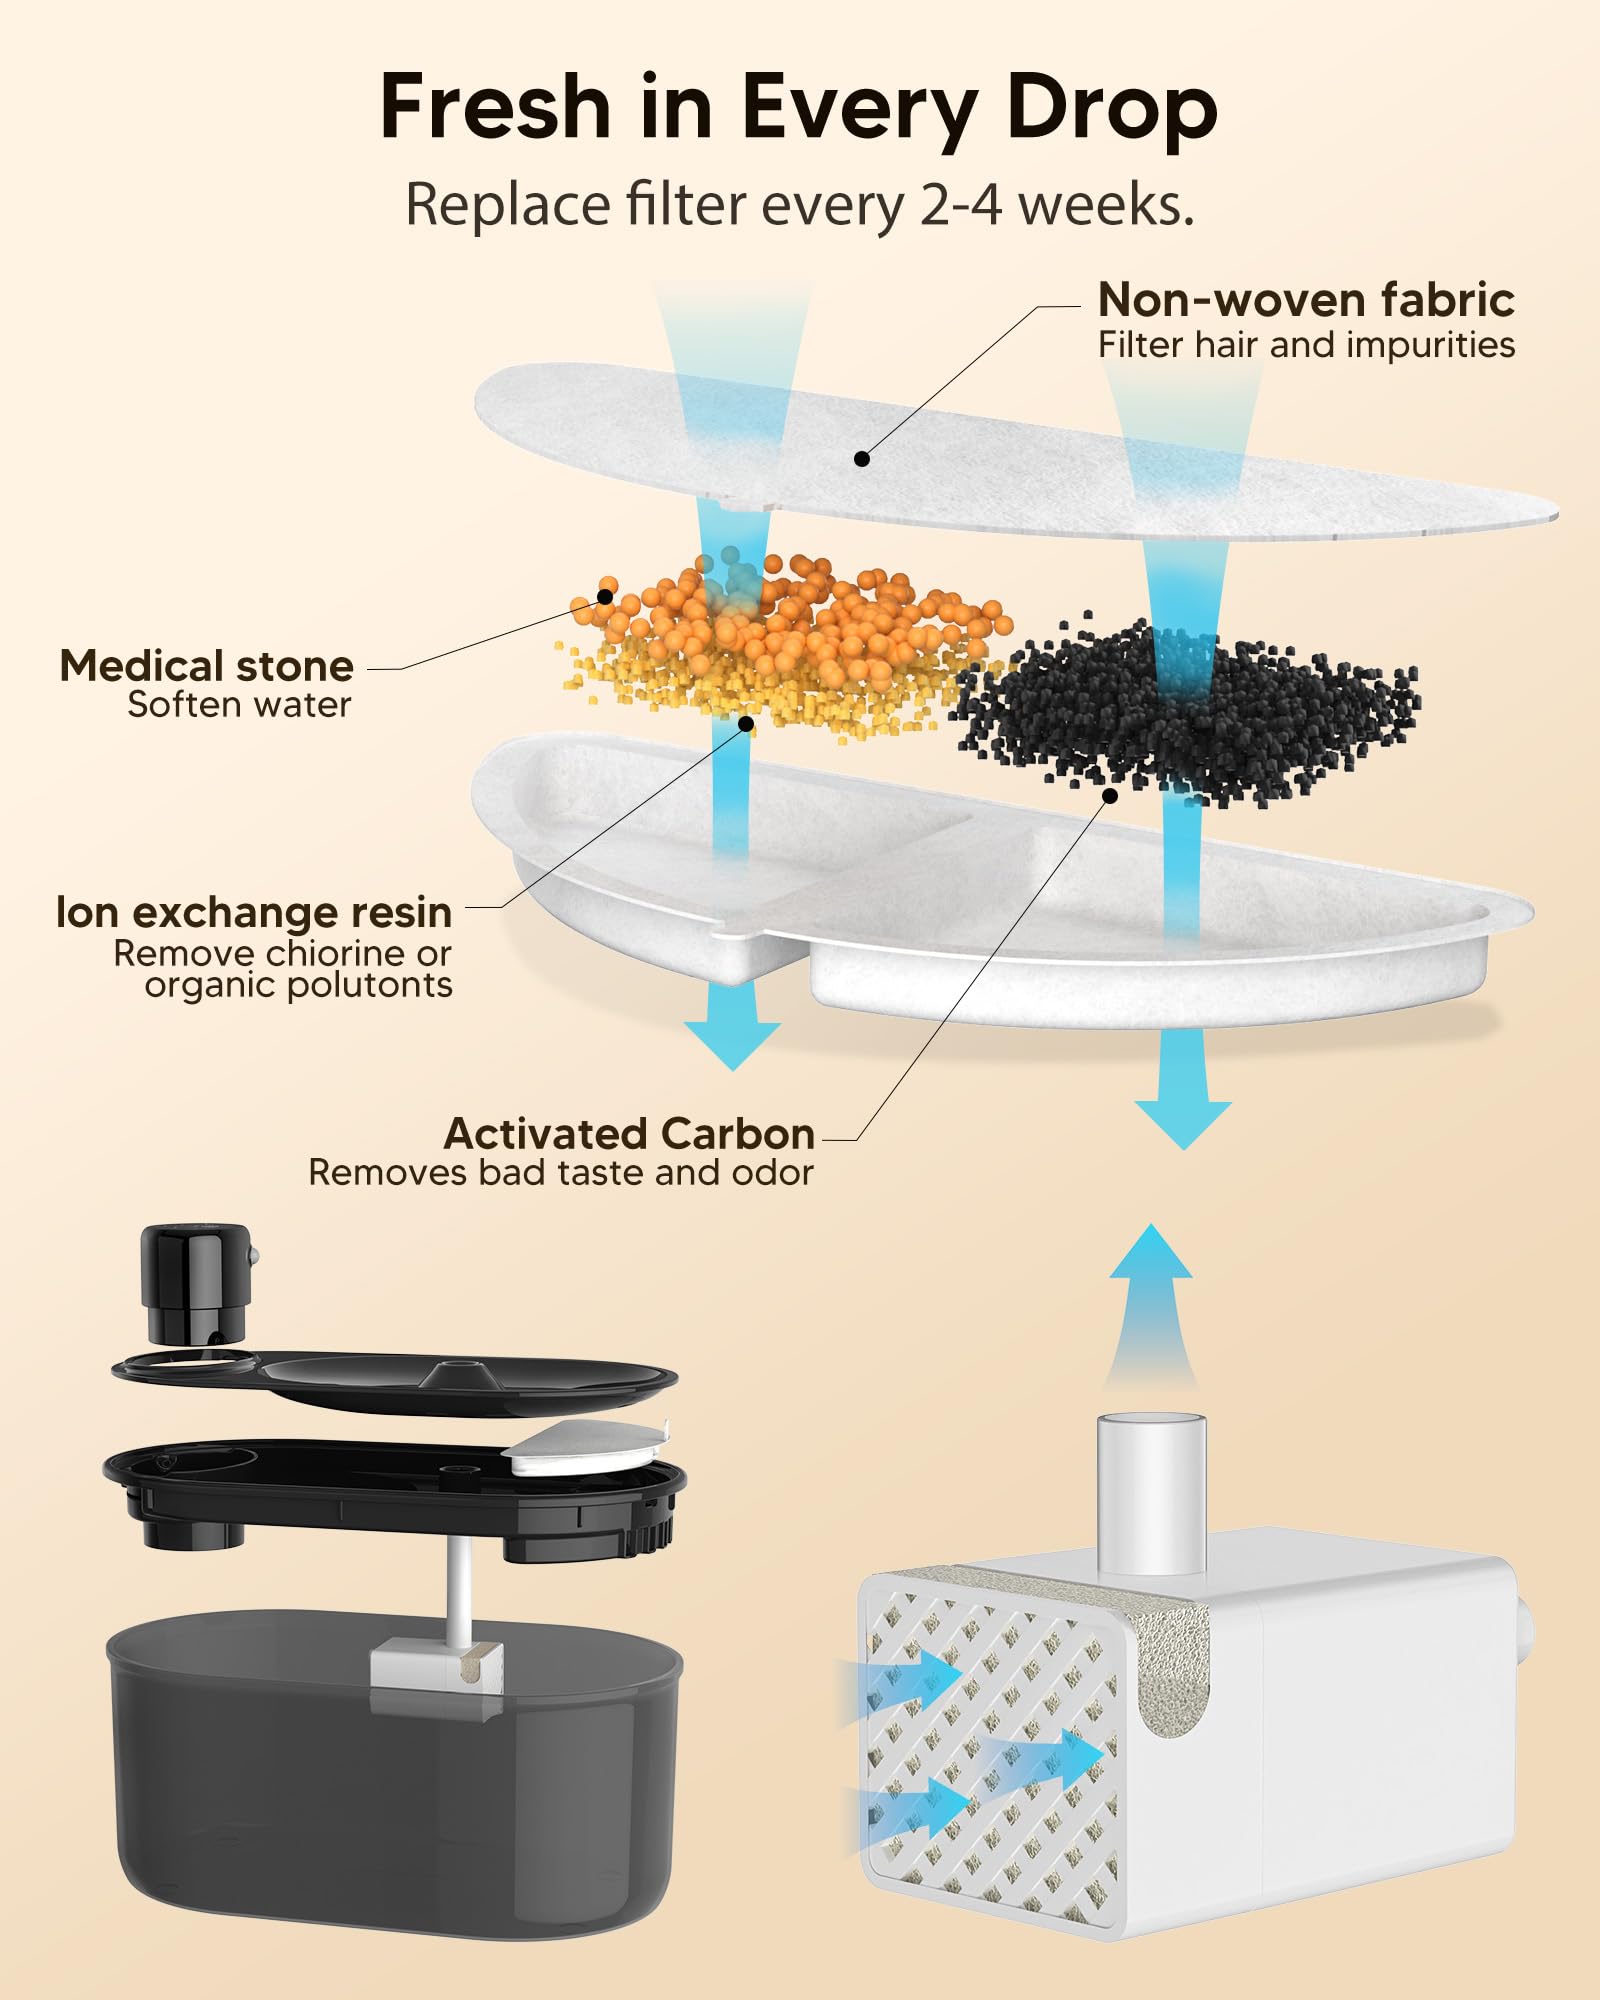 Fresh in Every Drop
Replace filter every 2-4 weeks.
Non-woven fabric
Filter hair and impurities
Medical stone
Soften water
Ion exchange resin
Remove chiorine or
organic polutonts
Activated Carbon
Removes bad taste and odor